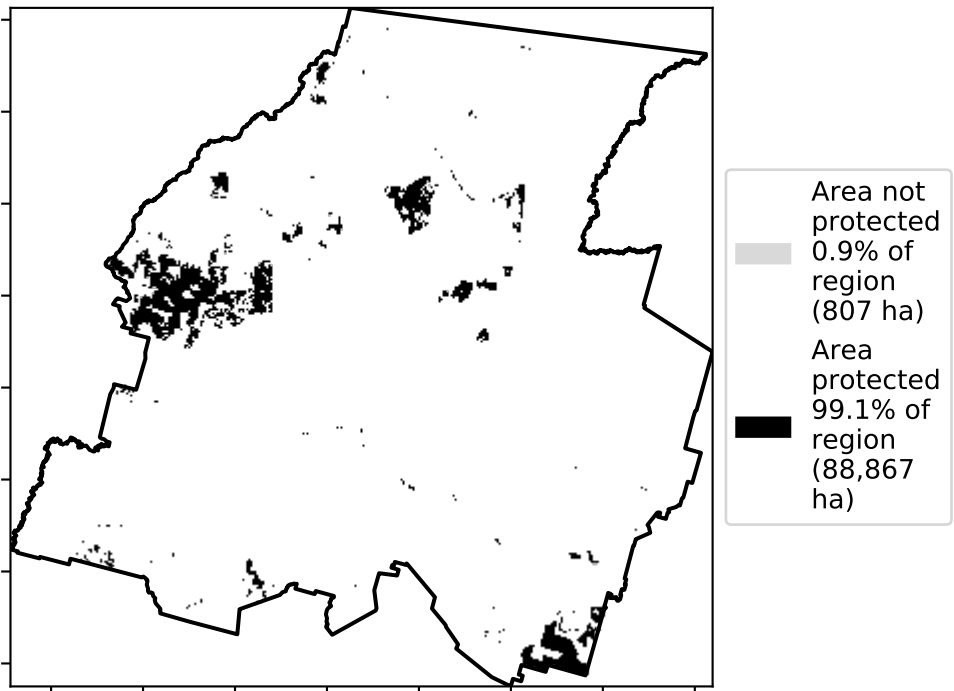 Area not
protected
0.9% of
region
(807 ha)
Area
protected
99.1% of
region
(88,867
ha)